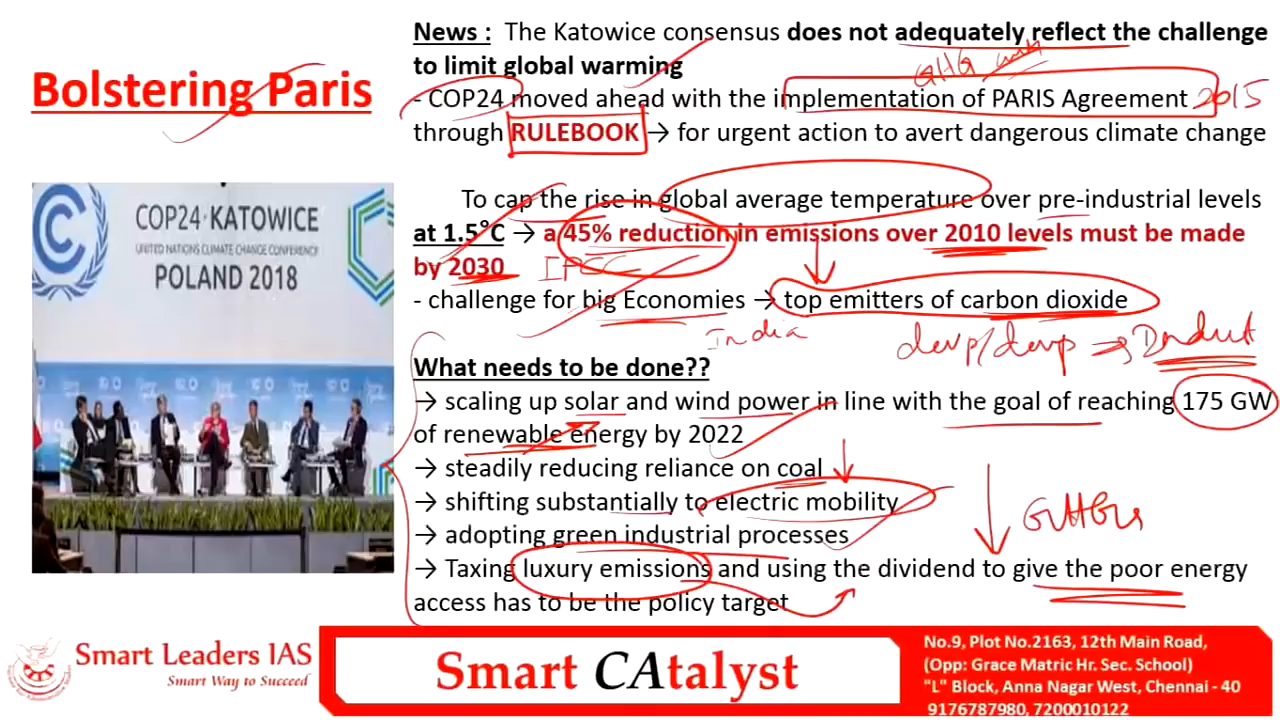 Bolstering Paris
News : The Katowice consensus does not adequately reflect the challenge
to limit global warming
- COP24 moved ahead with the implementation of PARIS Agreement 2015
through RULEBOOK → for urgent action to avert dangerous climate change
To cap the rise in global average temperature over pre-industrial levels
at 1.5°C → a 45% reduction in emissions over 2010 levels must be made
by 2030 IPCC
- challenge for big Economies → top emitters of carbon dioxide
India
What needs to be done??
→ scaling up solar and wind power in line with the goal of reaching 175 GW
of renewable energy by 2022
→ steadily reducing reliance on coal
→ shifting substantially to electric mobility
→ adopting green industrial processes
GHGs
→ Taxing luxury emissions and using the dividend to give the poor energy
access has to be the policy target
COP24·KATOWICE
UNITED NATIONS CLIMATE CHANGE CONFERENCE
POLAND 2018
Smart Leaders IAS
Smart Way to Succeed
Smart CAtalyst
No.9, Plot No.2163, 12th Main Road,
(Opp: Grace Matric Hr. Sec. School)
"L" Block, Anna Nagar West, Chennai - 40
9176787980, 7200010122